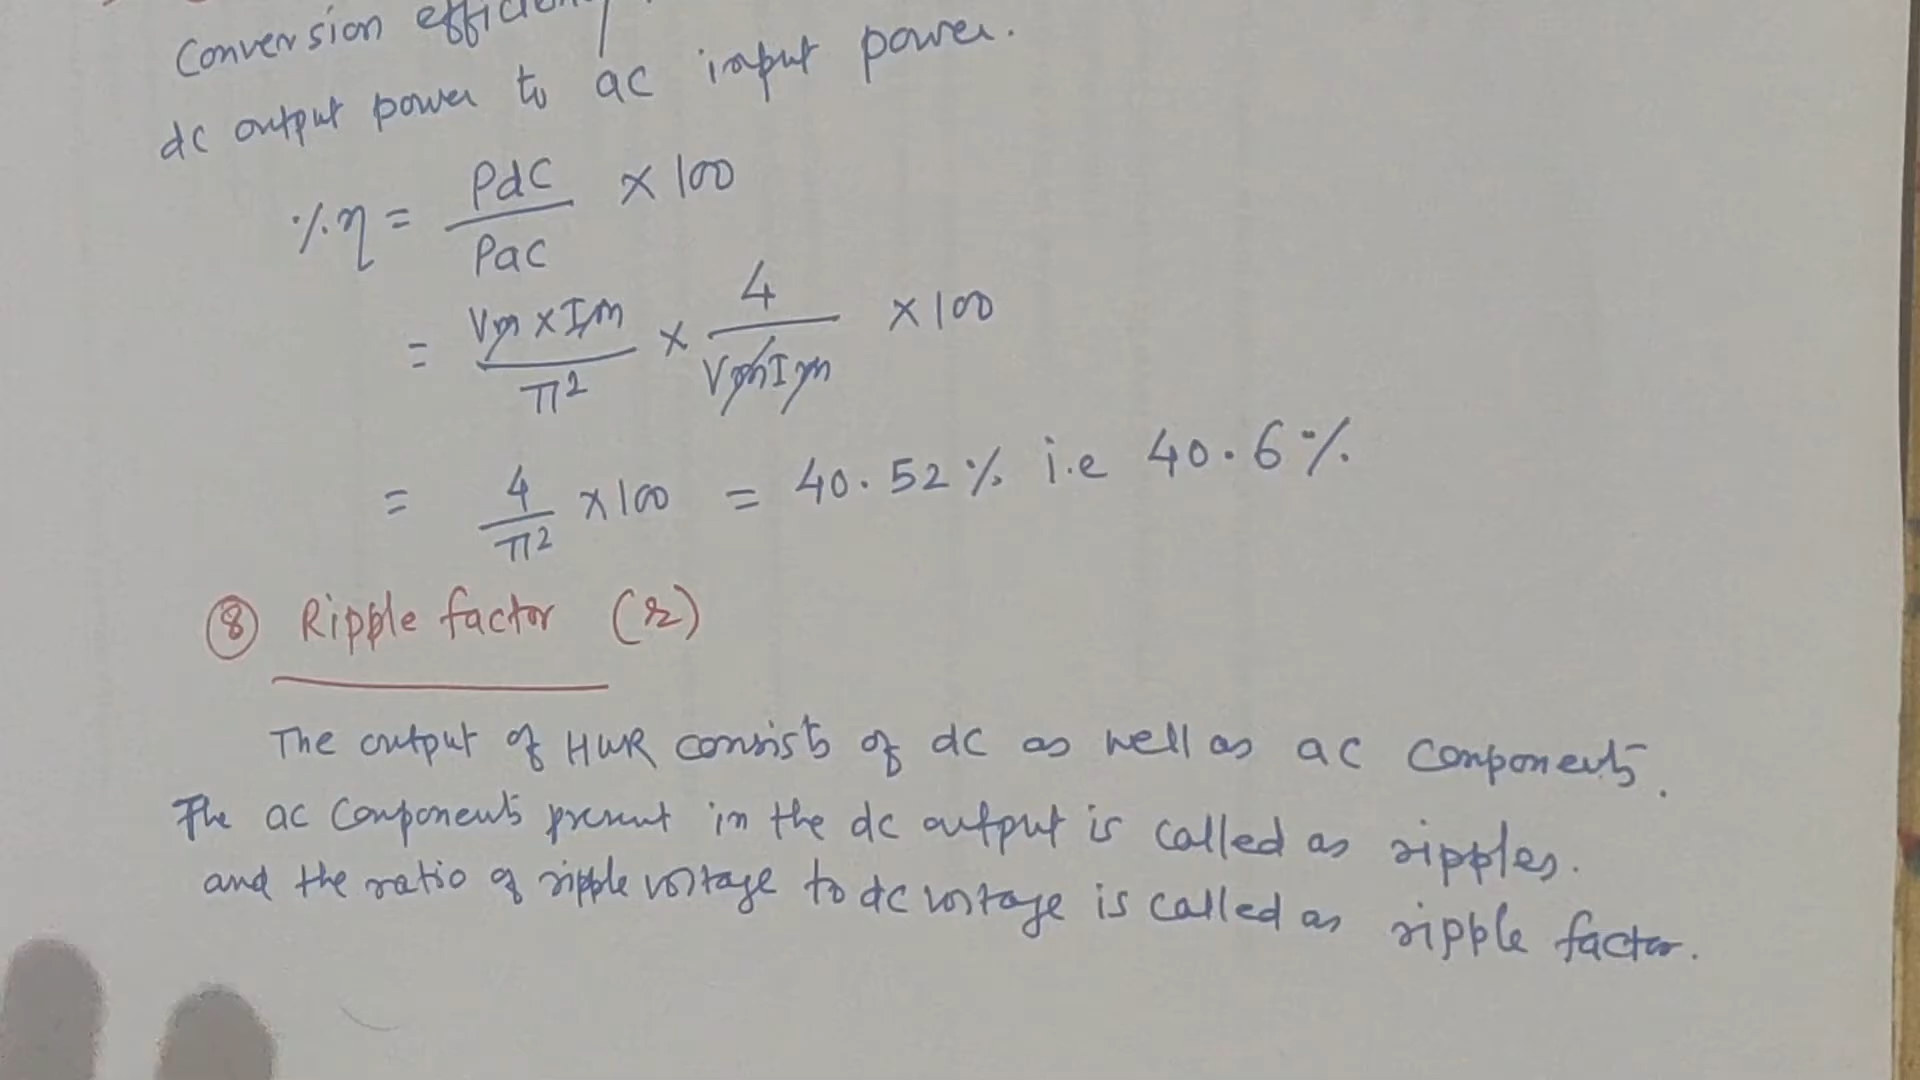 Conversion efficiency
dc output power to ac input power.
%η = Pdc / Pac × 100
= Vm × Im / π² × 4 / VmIm × 100
= 4 / π² × 100 = 40.52 % i.e 40.6 %
⑧ Ripple factor (r)
The output of HWR consists of dc as well as ac components.
The ac components present in the dc output is called as ripples.
and the ratio of ripple voltage to dc voltage is called as ripple factor.